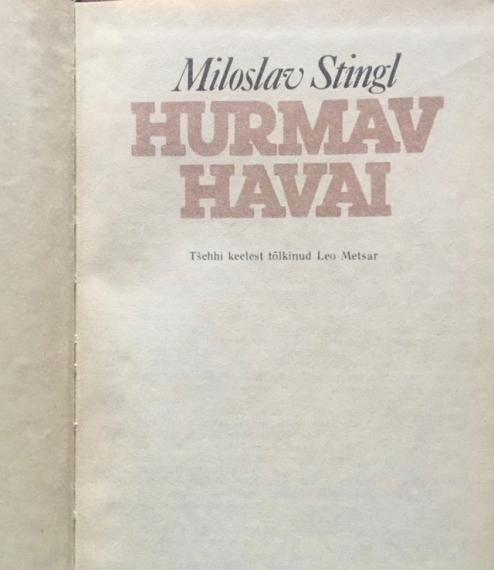 Miloslav Stingl
HURMAV
HAVAI
Tšehhi keelest tõlkinud Leo Metsar